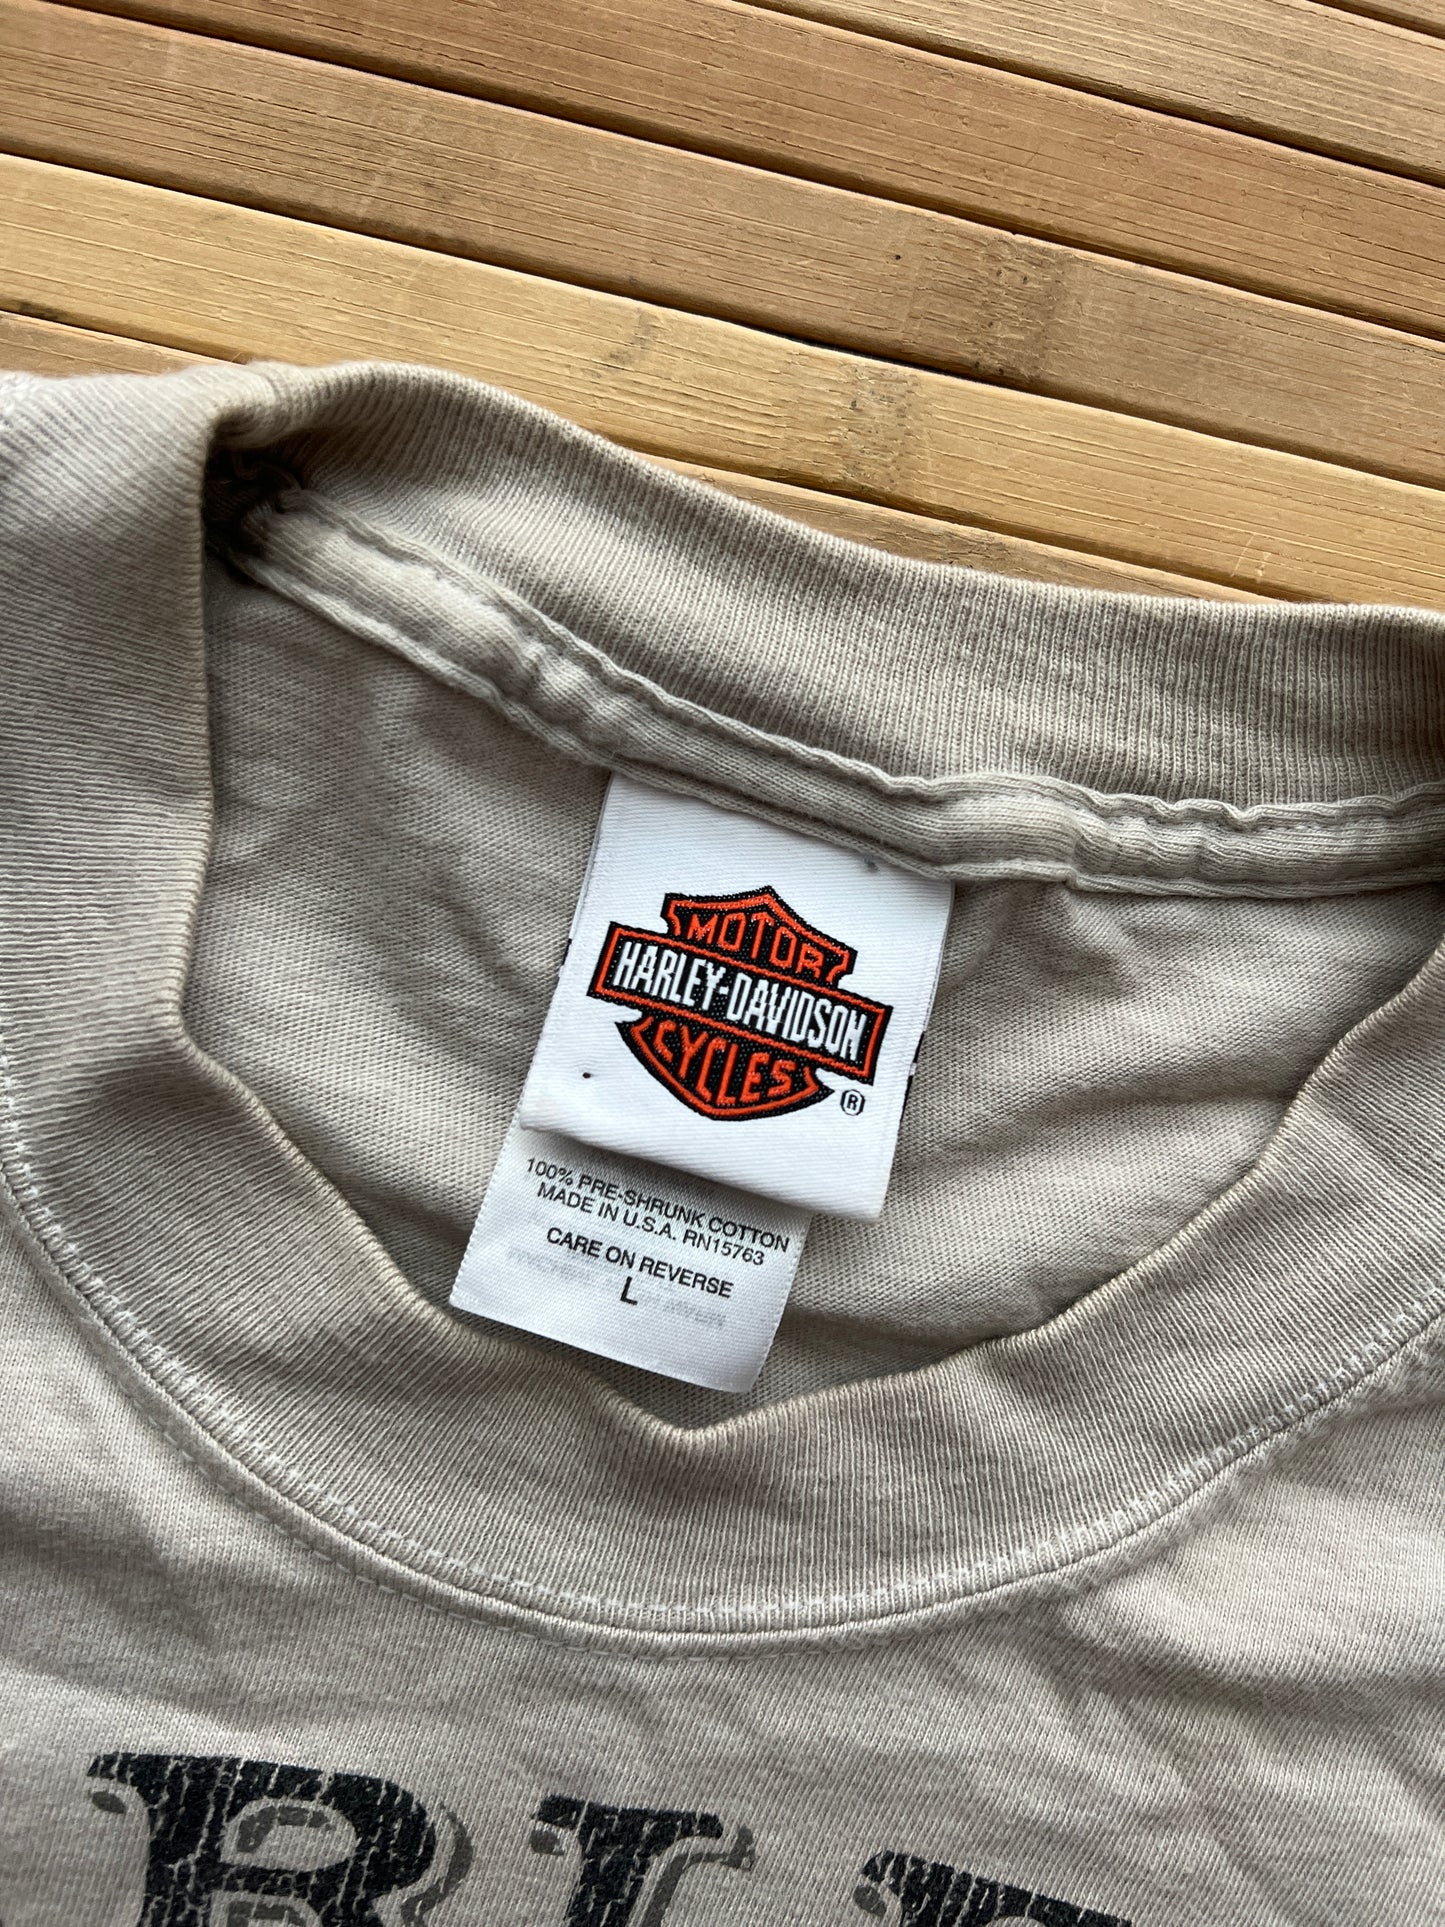 MOTOR
HARLEY-DAVIDSON
CYCLES
®
100% PRE-SHRUNK COTTON
MADE IN U.S.A. RN15763
CARE ON REVERSE
L